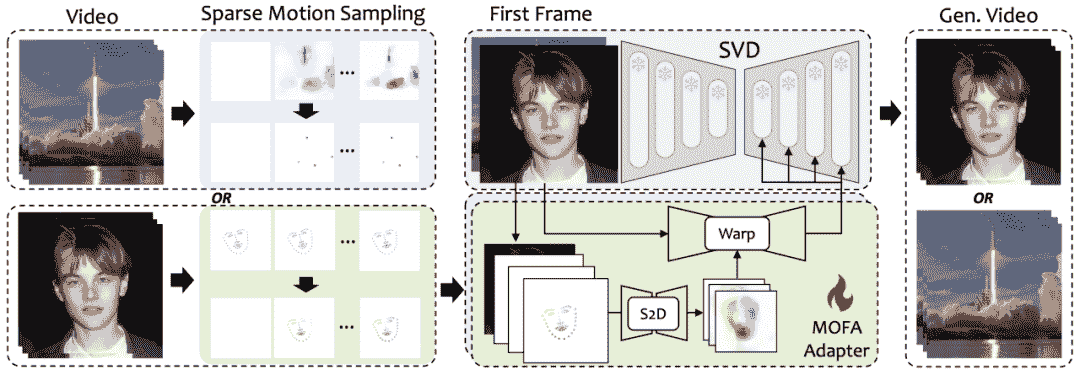 Video
Sparse Motion Sampling
First Frame
Gen. Video
SVD
...
...
OR
...
...
Warp
S2D
MOFA
Adapter
OR